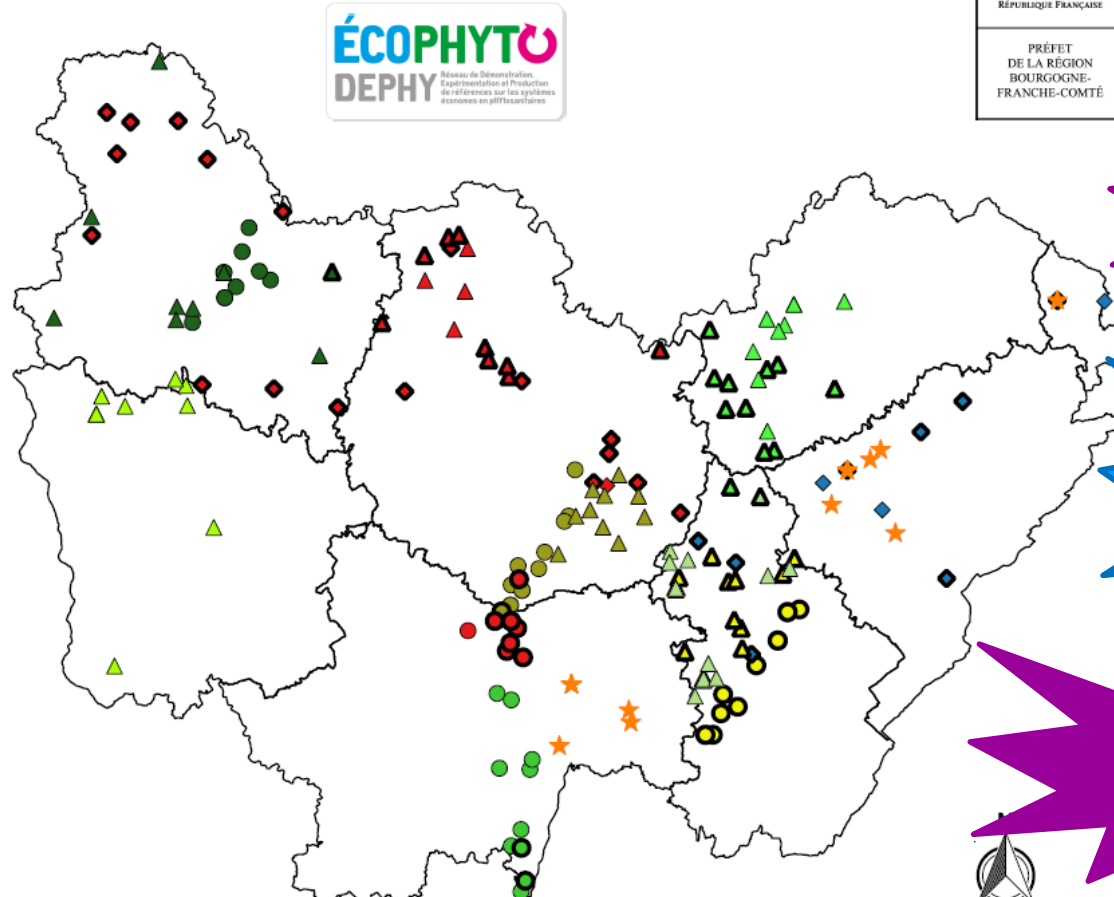 RÉPUBLIQUE FRANÇAISE
PRÉFET
DE LA RÉGION
BOURGOGNE-
FRANCHE-COMTÉ
ÉCOPHYTO
DEPHY
Réseau de Démonstration,
Expérimentation et Production
de références sur les systèmes
économes en phytosanitaires